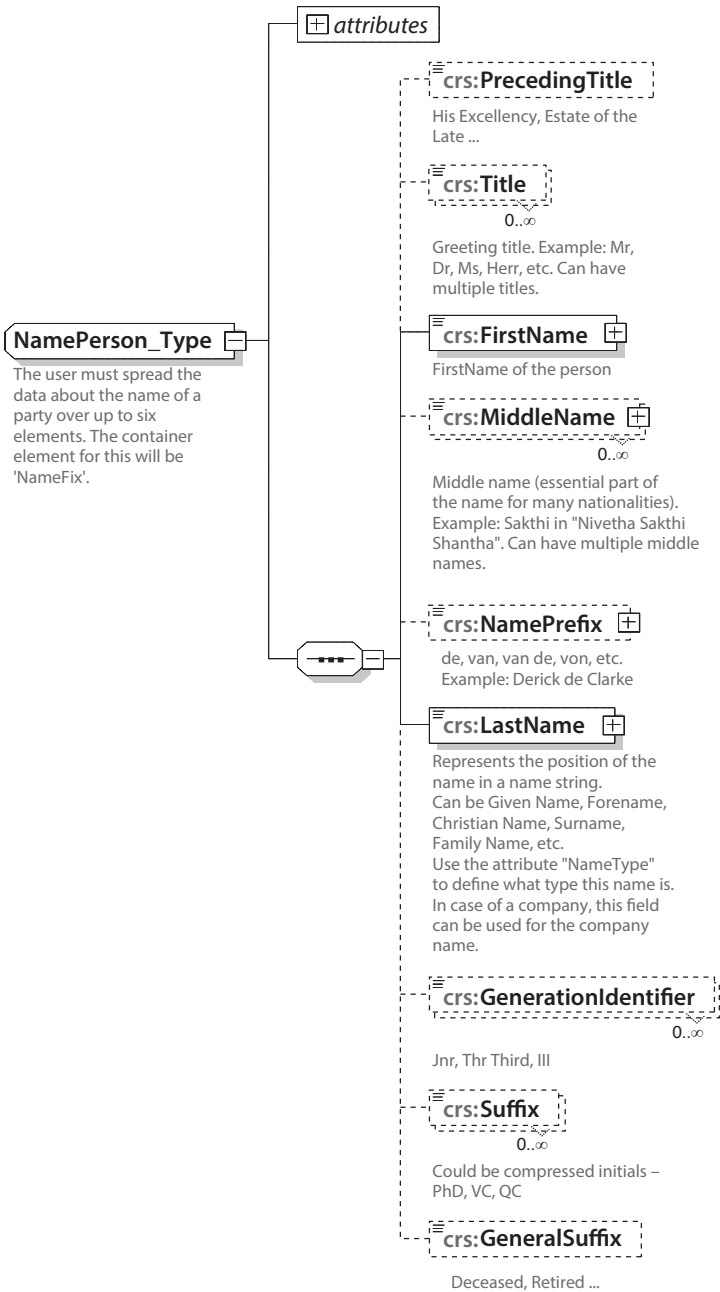 attributes
crs:PrecedingTitle
His Excellency, Estate of the
Late ...
crs:Title
0..∞
Greeting title. Example: Mr,
Dr, Ms, Herr, etc. Can have
multiple titles.
NamePerson_Type
The user must spread the
data about the name of a
party over up to six
elements. The container
element for this will be
'NameFix'.
crs:FirstName
FirstName of the person
crs:MiddleName
0..∞
Middle name (essential part of
the name for many nationalities).
Example: Sakthi in "Nivetha Sakthi
Shantha". Can have multiple middle
names.
crs:NamePrefix
de, van, van de, von, etc.
Example: Derick de Clarke
crs:LastName
Represents the position of the
name in a name string.
Can be Given Name, Forename,
Christian Name, Surname,
Family Name, etc.
Use the attribute "NameType"
to define what type this name is.
In case of a company, this field
can be used for the company
name.
crs:GenerationIdentifier
0..∞
Jnr, Thr Third, III
crs:Suffix
0..∞
Could be compressed initials –
PhD, VC, QC
crs:GeneralSuffix
Deceased, Retired ...